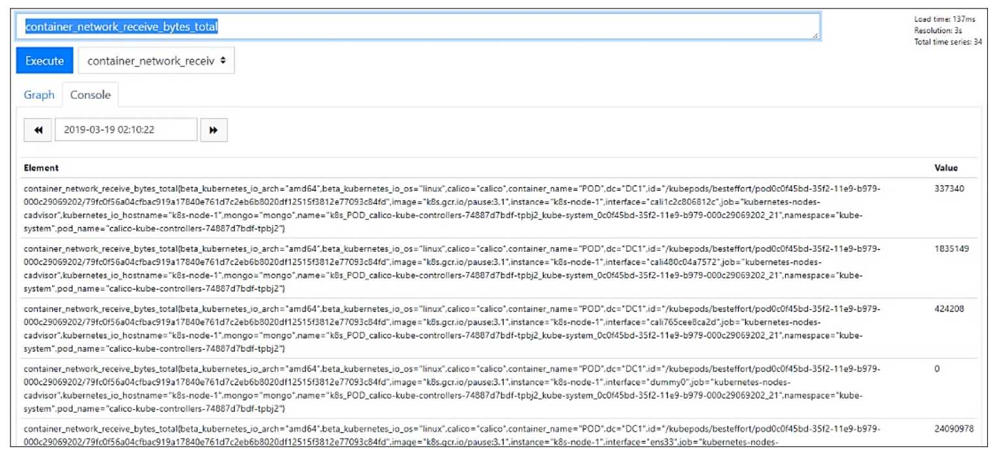 container_network_receive_bytes_total
Load time: 137ms
Resolution: 3s
Total time series: 34
Execute
container_network_receiv
Graph
Console
2019-03-19 02:10:22
Element
Value
container_network_receive_bytes_total{beta_kubernetes_io_arch="amd64",beta_kubernetes_io_os="linux",calico="calico",container_name="POD",dc="DC1",id="/kubepods/besteffort/pod0c0f45bd-35f2-11e9-b979-
337340
000c29069202/79fc0f56a04cfbac919a17840e761d7c2eb6b8020df12515f3812e77093c84fd",image="k8s.gcr.io/pause:3.1",instance="k8s-node-1",interface="cali1c2c806812c",job="kubernetes-nodes-
cadvisor",kubernetes_io_hostname="k8s-node-1",mongo="mongo",name="k8s_POD_calico-kube-controllers-74887d7bdf-tpbj2_kube-system_0c0f45bd-35f2-11e9-b979-000c29069202_21",namespace="kube-
system",pod_name="calico-kube-controllers-74887d7bdf-tpbj2"}
container_network_receive_bytes_total{beta_kubernetes_io_arch="amd64",beta_kubernetes_io_os="linux",calico="calico",container_name="POD",dc="DC1",id="/kubepods/besteffort/pod0c0f45bd-35f2-11e9-b979-
1835149
000c29069202/79fc0f56a04cfbac919a17840e761d7c2eb6b8020df12515f3812e77093c84fd",image="k8s.gcr.io/pause:3.1",instance="k8s-node-1",interface="cali480c04a7572",job="kubernetes-nodes-
cadvisor",kubernetes_io_hostname="k8s-node-1",mongo="mongo",name="k8s_POD_calico-kube-controllers-74887d7bdf-tpbj2_kube-system_0c0f45bd-35f2-11e9-b979-000c29069202_21",namespace="kube-
system",pod_name="calico-kube-controllers-74887d7bdf-tpbj2"}
container_network_receive_bytes_total{beta_kubernetes_io_arch="amd64",beta_kubernetes_io_os="linux",calico="calico",container_name="POD",dc="DC1",id="/kubepods/besteffort/pod0c0f45bd-35f2-11e9-b979-
424208
000c29069202/79fc0f56a04cfbac919a17840e761d7c2eb6b8020df12515f3812e77093c84fd",image="k8s.gcr.io/pause:3.1",instance="k8s-node-1",interface="cali765cee8ca2d",job="kubernetes-nodes-
cadvisor",kubernetes_io_hostname="k8s-node-1",mongo="mongo",name="k8s_POD_calico-kube-controllers-74887d7bdf-tpbj2_kube-system_0c0f45bd-35f2-11e9-b979-000c29069202_21",namespace="kube-
system",pod_name="calico-kube-controllers-74887d7bdf-tpbj2"}
container_network_receive_bytes_total{beta_kubernetes_io_arch="amd64",beta_kubernetes_io_os="linux",calico="calico",container_name="POD",dc="DC1",id="/kubepods/besteffort/pod0c0f45bd-35f2-11e9-b979-
0
000c29069202/79fc0f56a04cfbac919a17840e761d7c2eb6b8020df12515f3812e77093c84fd",image="k8s.gcr.io/pause:3.1",instance="k8s-node-1",interface="dummy0",job="kubernetes-nodes-
cadvisor",kubernetes_io_hostname="k8s-node-1",mongo="mongo",name="k8s_POD_calico-kube-controllers-74887d7bdf-tpbj2_kube-system_0c0f45bd-35f2-11e9-b979-000c29069202_21",namespace="kube-
system",pod_name="calico-kube-controllers-74887d7bdf-tpbj2"}
container_network_receive_bytes_total{beta_kubernetes_io_arch="amd64",beta_kubernetes_io_os="linux",calico="calico",container_name="POD",dc="DC1",id="/kubepods/besteffort/pod0c0f45bd-35f2-11e9-b979-
24090978
000c29069202/79fc0f56a04cfbac919a17840e761d7c2eb6b8020df12515f3812e77093c84fd",image="k8s.gcr.io/pause:3.1",instance="k8s-node-1",interface="ens33",job="kubernetes-nodes-